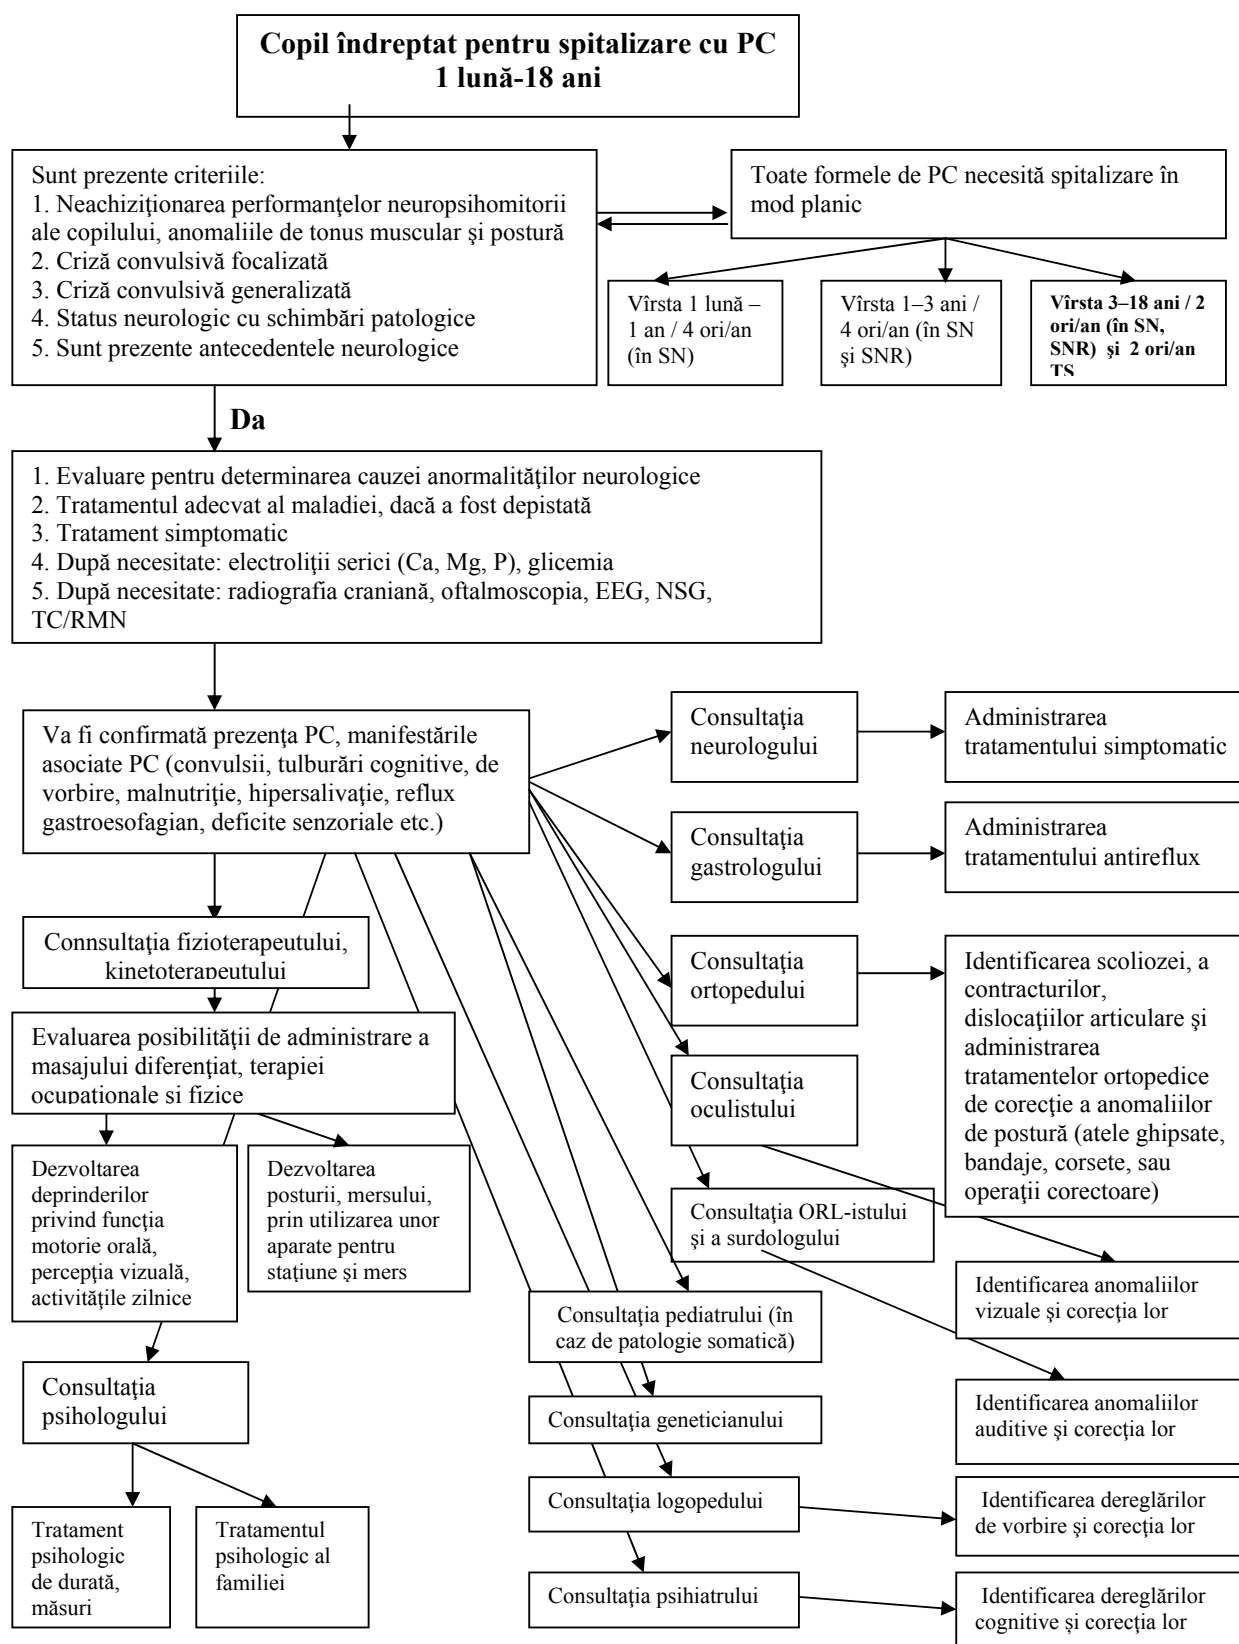 Copil îndreptat pentru spitalizare cu PC
1 lună-18 ani
Sunt prezente criteriile:
1. Neachiziţionarea performanţelor neuropsihomitorii
ale copilului, anomaliile de tonus muscular şi postură
2. Criză convulsivă focalizată
3. Criză convulsivă generalizată
4. Status neurologic cu schimbări patologice
5. Sunt prezente antecedentele neurologice
Toate formele de PC necesită spitalizare în
mod planic
Vîrsta 1 lună –
1 an / 4 ori/an
(în SN)
Vîrsta 1–3 ani /
4 ori/an (în SN
şi SNR)
Vîrsta 3–18 ani / 2
ori/an (în SN,
SNR) şi 2 ori/an
TS
Da
1. Evaluare pentru determinarea cauzei anormalităţilor neurologice
2. Tratamentul adecvat al maladiei, dacă a fost depistată
3. Tratament simptomatic
4. După necesitate: electroliţii serici (Ca, Mg, P), glicemia
5. După necesitate: radiografia craniană, oftalmoscopia, EEG, NSG,
TC/RMN
Va fi confirmată prezenţa PC, manifestările
asociate PC (convulsii, tulburări cognitive, de
vorbire, malnutriţie, hipersalivaţie, reflux
gastroesofagian, deficite senzoriale etc.)
Consultaţia
neurologului
Administrarea
tratamentului simptomatic
Consultaţia
gastrologului
Administrarea
tratamentului antireflux
Connsultaţia fizioterapeutului,
kinetoterapeutului
Consultaţia
ortopedului
Identificarea scoliozei, a
contracturilor,
dislocaţiilor articulare şi
administrarea
tratamentelor ortopedice
de corecţie a anomaliilor
de postură (atele ghipsate,
bandaje, corsete, sau
operaţii corectoare)
Evaluarea posibilităţii de administrare a
masajului diferenţiat, terapiei
ocupaţionale şi fizice
Consultaţia
oculistului
Dezvoltarea
deprinderilor
privind funcţia
motorie orală,
percepţia vizuală,
activităţile zilnice
Dezvoltarea
posturii, mersului,
prin utilizarea unor
aparate pentru
staţiune şi mers
Consultaţia ORL-istului
şi a surdologului
Identificarea anomaliilor
vizuale şi corecţia lor
Consultaţia pediatrului (în
caz de patologie somatică)
Consultaţia
psihologului
Consultaţia geneticianului
Identificarea anomaliilor
auditive şi corecţia lor
Consultaţia logopedului
Identificarea dereglărilor
de vorbire şi corecţia lor
Tratament
psihologic
de durată,
măsuri
Tratamentul
psihologic al
familiei
Consultaţia psihiatrului
Identificarea dereglărilor
cognitive şi corecţia lor